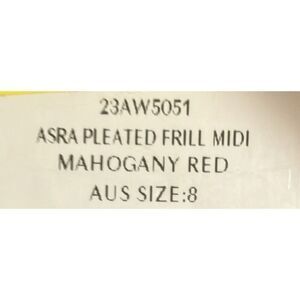 23AW5051
ASRA PLEATED FRILL MIDI
MAHOGANY RED
AUS SIZE:8